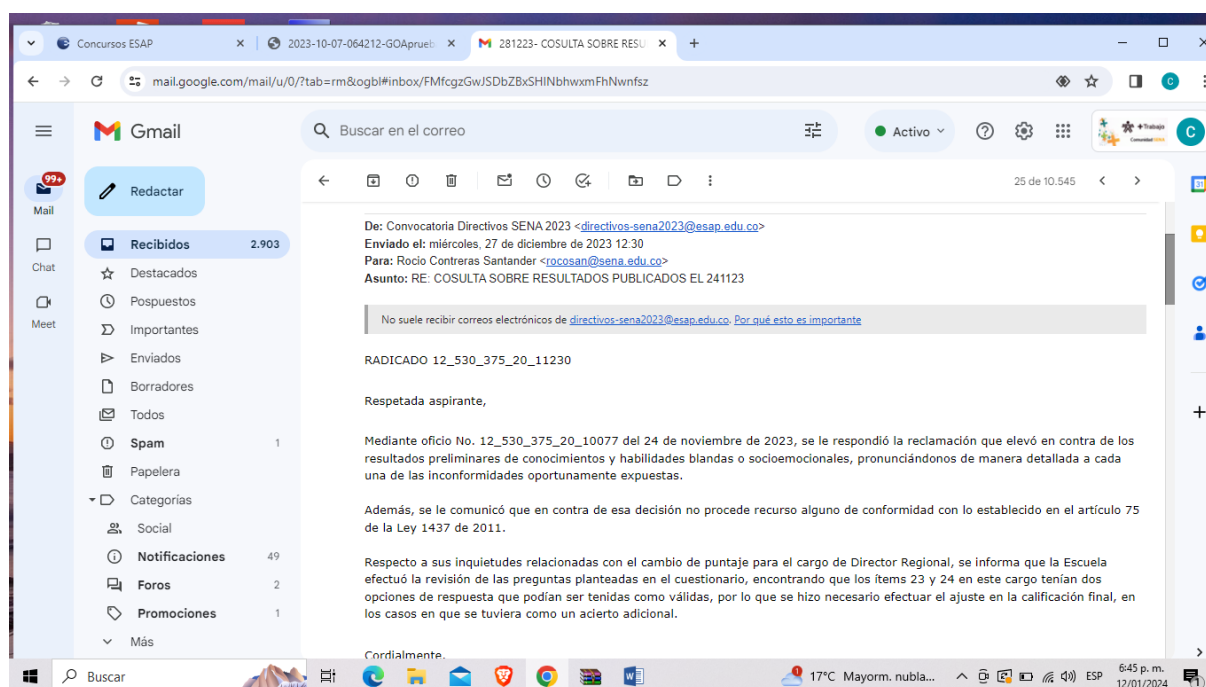 Concursos ESAP
2023-10-07-064212-GOAprueb
281223- COSULTA SOBRE RESU
mail.google.com/mail/u/0/?tab=rm&ogbl#inbox/FMfcgzGwJSDbZBxSHlNbhwxmFhNwnfsz
C
Gmail
Buscar en el correo
Activo
+Trabajo
C
99+
Mail
Redactar
25 de 10.545
31
Recibidos 2.903
Chat
Destacados
Pospuestos
Meet
Importantes
Enviados
Borradores
Todos
Spam 1
Papelera
Categorías
Social
Notificaciones 49
Foros 2
Promociones 1
Más
De: Convocatoria Directivos SENA 2023 <directivos-sena2023@esap.edu.co>
Enviado el: miércoles, 27 de diciembre de 2023 12:30
Para: Rocio Contreras Santander <rocosan@sena.edu.co>
Asunto: RE: COSULTA SOBRE RESULTADOS PUBLICADOS EL 241123
No suele recibir correos electrónicos de directivos-sena2023@esap.edu.co. Por qué esto es importante
RADICADO 12_530_375_20_11230
Respetada aspirante,
Mediante oficio No. 12_530_375_20_10077 del 24 de noviembre de 2023, se le respondió la reclamación que elevó en contra de los
resultados preliminares de conocimientos y habilidades blandas o socioemocionales, pronunciándonos de manera detallada a cada
una de las inconformidades oportunamente expuestas.
Además, se le comunicó que en contra de esa decisión no procede recurso alguno de conformidad con lo establecido en el artículo 75
de la Ley 1437 de 2011.
Respecto a sus inquietudes relacionadas con el cambio de puntaje para el cargo de Director Regional, se informa que la Escuela
efectuó la revisión de las preguntas planteadas en el cuestionario, encontrando que los ítems 23 y 24 en este cargo tenían dos
opciones de respuesta que podían ser tenidas como válidas, por lo que se hizo necesario efectuar el ajuste en la calificación final, en
los casos en que se tuviera como un acierto adicional.
Cordialmente,
Buscar
17°C Mayorm. nubla...
ESP
6:45 p. m.
12/01/2024